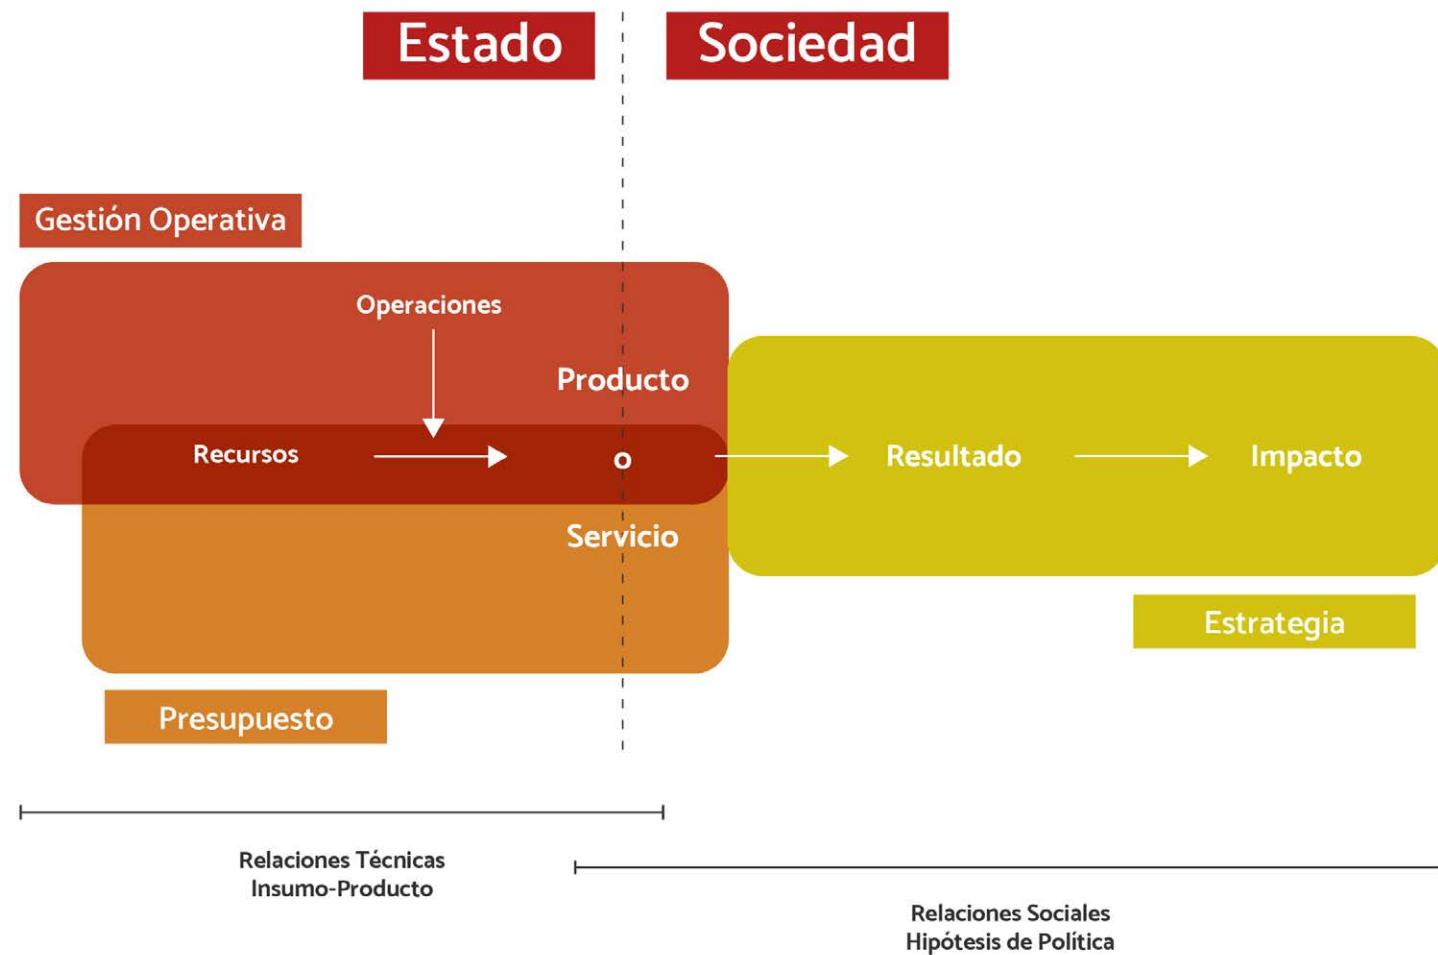 Estado
Sociedad
Gestión Operativa
Operaciones
Producto
Recursos
o
Resultado
Impacto
Servicio
Estrategia
Presupuesto
Relaciones Técnicas
Insumo-Producto
Relaciones Sociales
Hipótesis de Política